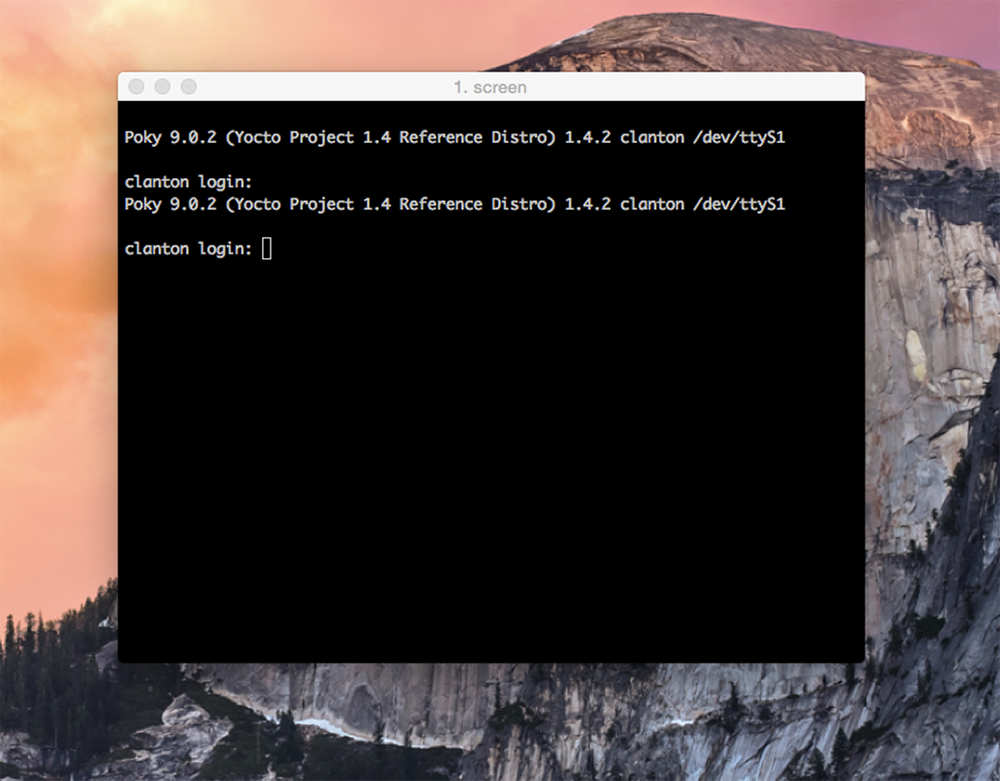 1. screen
Poky 9.0.2 (Yocto Project 1.4 Reference Distro) 1.4.2 clanton /dev/ttyS1
clanton login:
Poky 9.0.2 (Yocto Project 1.4 Reference Distro) 1.4.2 clanton /dev/ttyS1
clanton login: